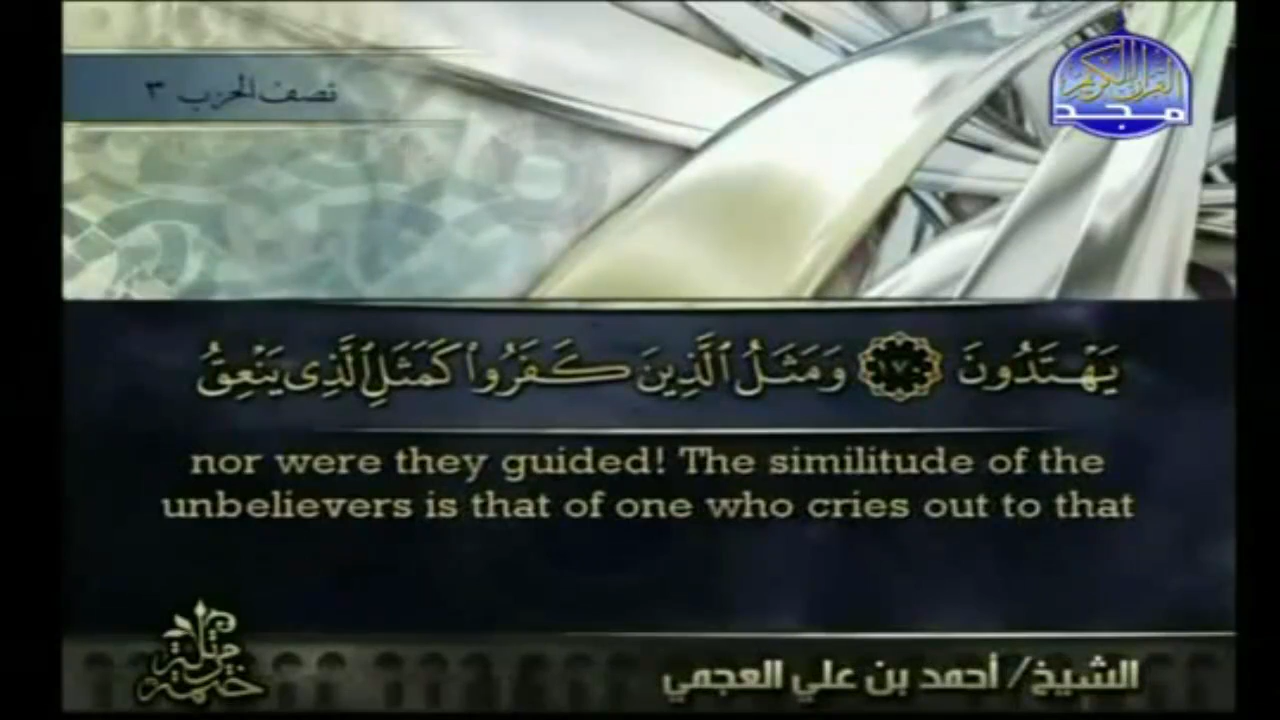 نصف الحزب ٣
القرآن الكريم
مجد
يَهْتَدُونَ ١٧٠ وَمَثَلُ ٱلَّذِينَ كَفَرُوا۟ كَمَثَلِ ٱلَّذِى يَنْعِقُ
nor were they guided! The similitude of the
unbelievers is that of one who cries out to that
ختمة مرتلة
الشيخ/ أحمد بن علي العجمي